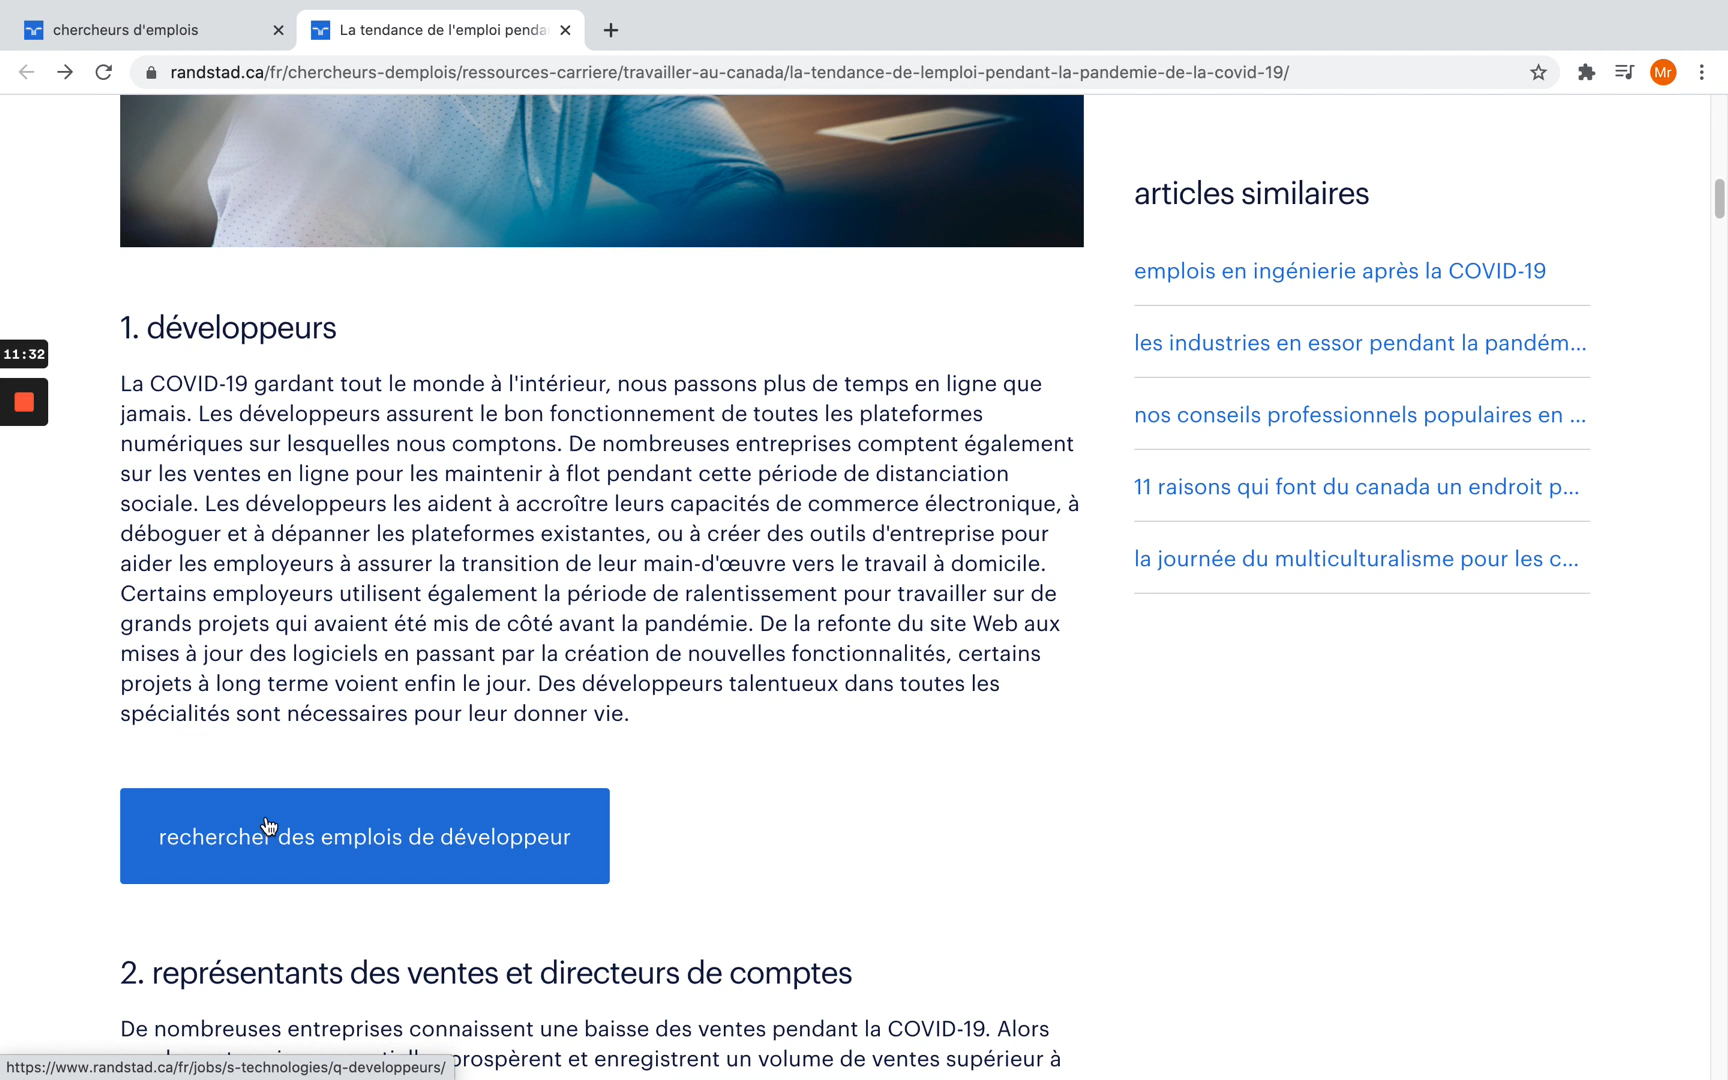 chercheurs d'emplois
La tendance de l'emploi penda
randstad.ca/fr/chercheurs-demplois/ressources-carriere/travailler-au-canada/la-tendance-de-lemploi-pendant-la-pandemie-de-la-covid-19/
Mr
11:32
1. développeurs
La COVID-19 gardant tout le monde à l'intérieur, nous passons plus de temps en ligne que
jamais. Les développeurs assurent le bon fonctionnement de toutes les plateformes
numériques sur lesquelles nous comptons. De nombreuses entreprises comptent également
sur les ventes en ligne pour les maintenir à flot pendant cette période de distanciation
sociale. Les développeurs les aident à accroître leurs capacités de commerce électronique, à
déboguer et à dépanner les plateformes existantes, ou à créer des outils d'entreprise pour
aider les employeurs à assurer la transition de leur main-d'œuvre vers le travail à domicile.
Certains employeurs utilisent également la période de ralentissement pour travailler sur de
grands projets qui avaient été mis de côté avant la pandémie. De la refonte du site Web aux
mises à jour des logiciels en passant par la création de nouvelles fonctionnalités, certains
projets à long terme voient enfin le jour. Des développeurs talentueux dans toutes les
spécialités sont nécessaires pour leur donner vie.
rechercher des emplois de développeur
2. représentants des ventes et directeurs de comptes
De nombreuses entreprises connaissent une baisse des ventes pendant la COVID-19. Alors
prospèrent et enregistrent un volume de ventes supérieur à
https://www.randstad.ca/fr/jobs/s-technologies/q-developpeurs/
articles similaires
emplois en ingénierie après la COVID-19
les industries en essor pendant la pandém...
nos conseils professionnels populaires en ...
11 raisons qui font du canada un endroit p...
la journée du multiculturalisme pour les c...